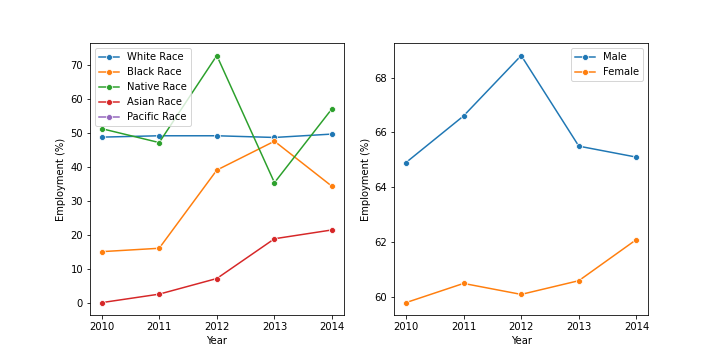 White Race
Black Race
Native Race
Asian Race
Pacific Race
70
60
50
40
30
20
10
0
Employment (%)
2010 2011 2012 2013 2014
Year
Male
Female
68
66
64
62
60
Employment (%)
2010 2011 2012 2013 2014
Year